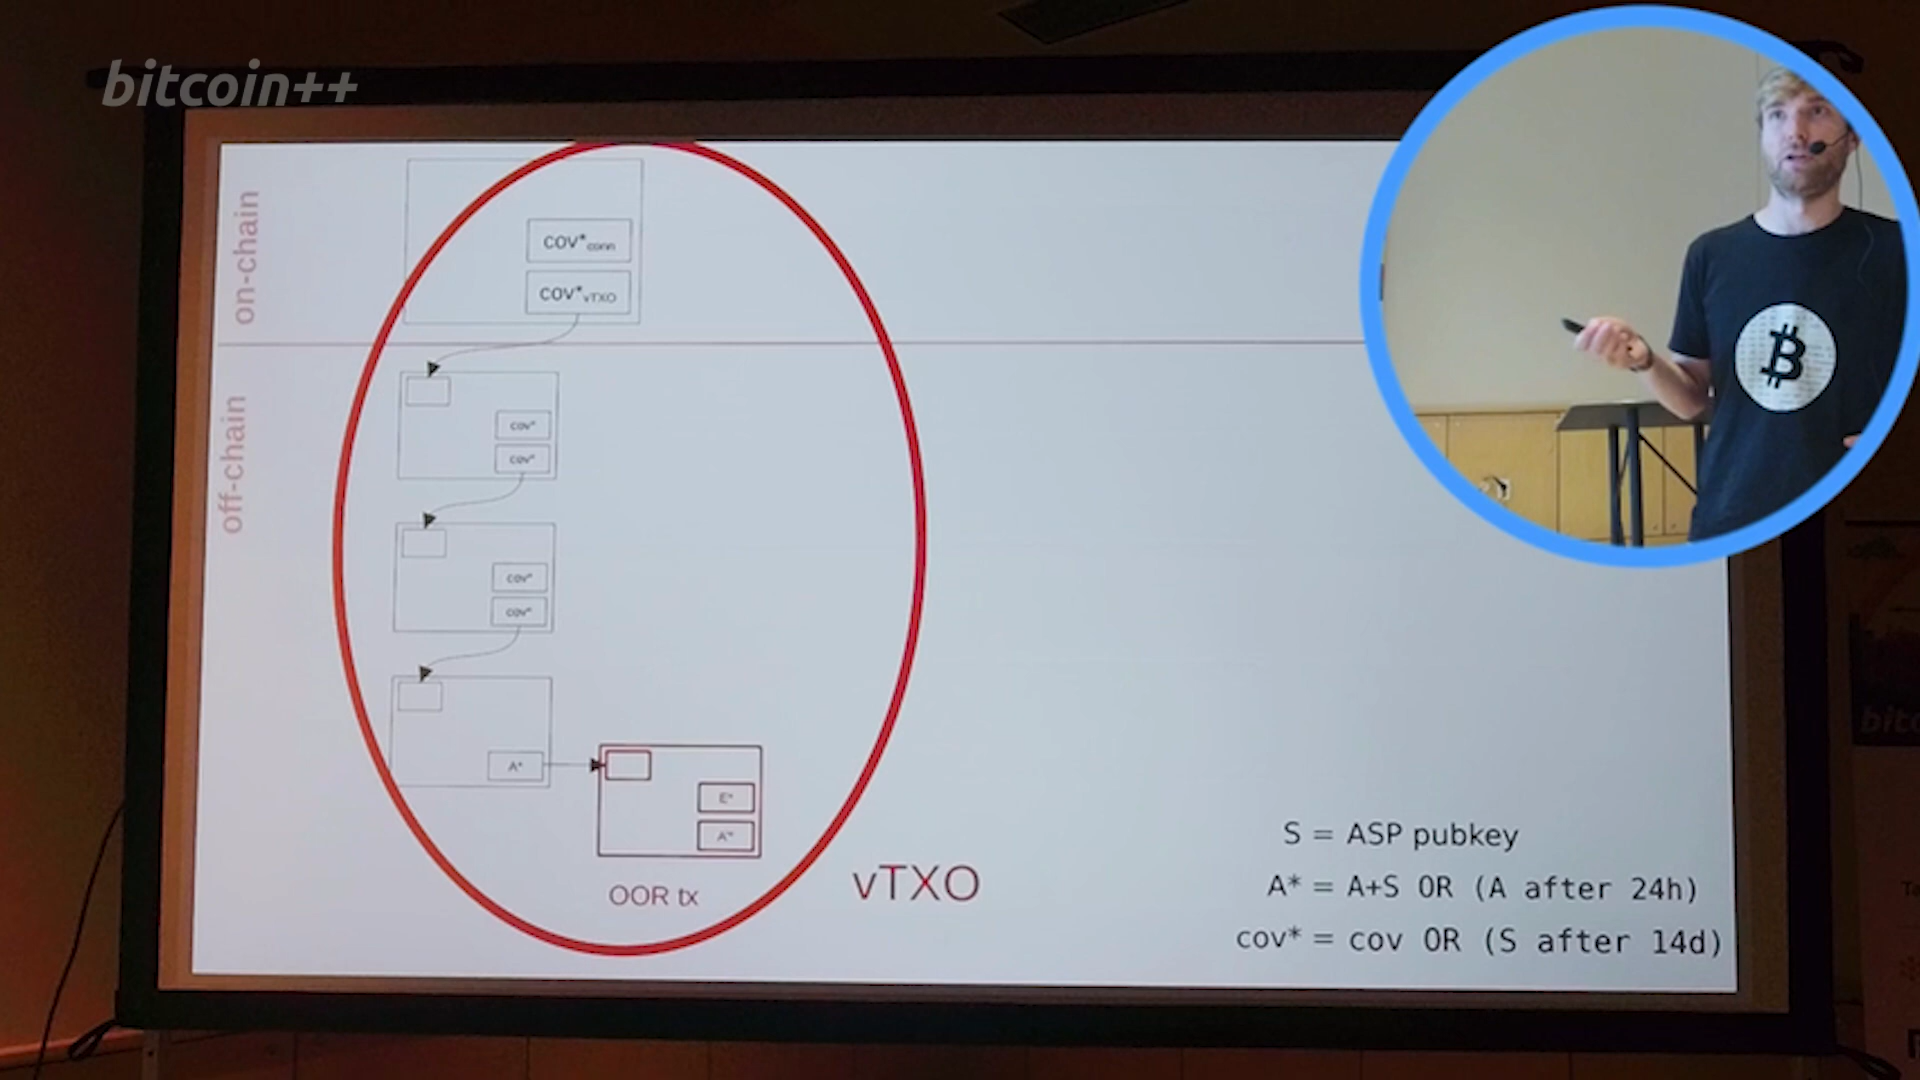 bitcoin++
on-chain
cov*conn
cov*vTXO
off-chain
cov*
cov*
cov*
cov*
A*
E*
A'*
OOR tx
vTXO
S = ASP pubkey
A* = A+S OR (A after 24h)
cov* = cov OR (S after 14d)
₿
bitc